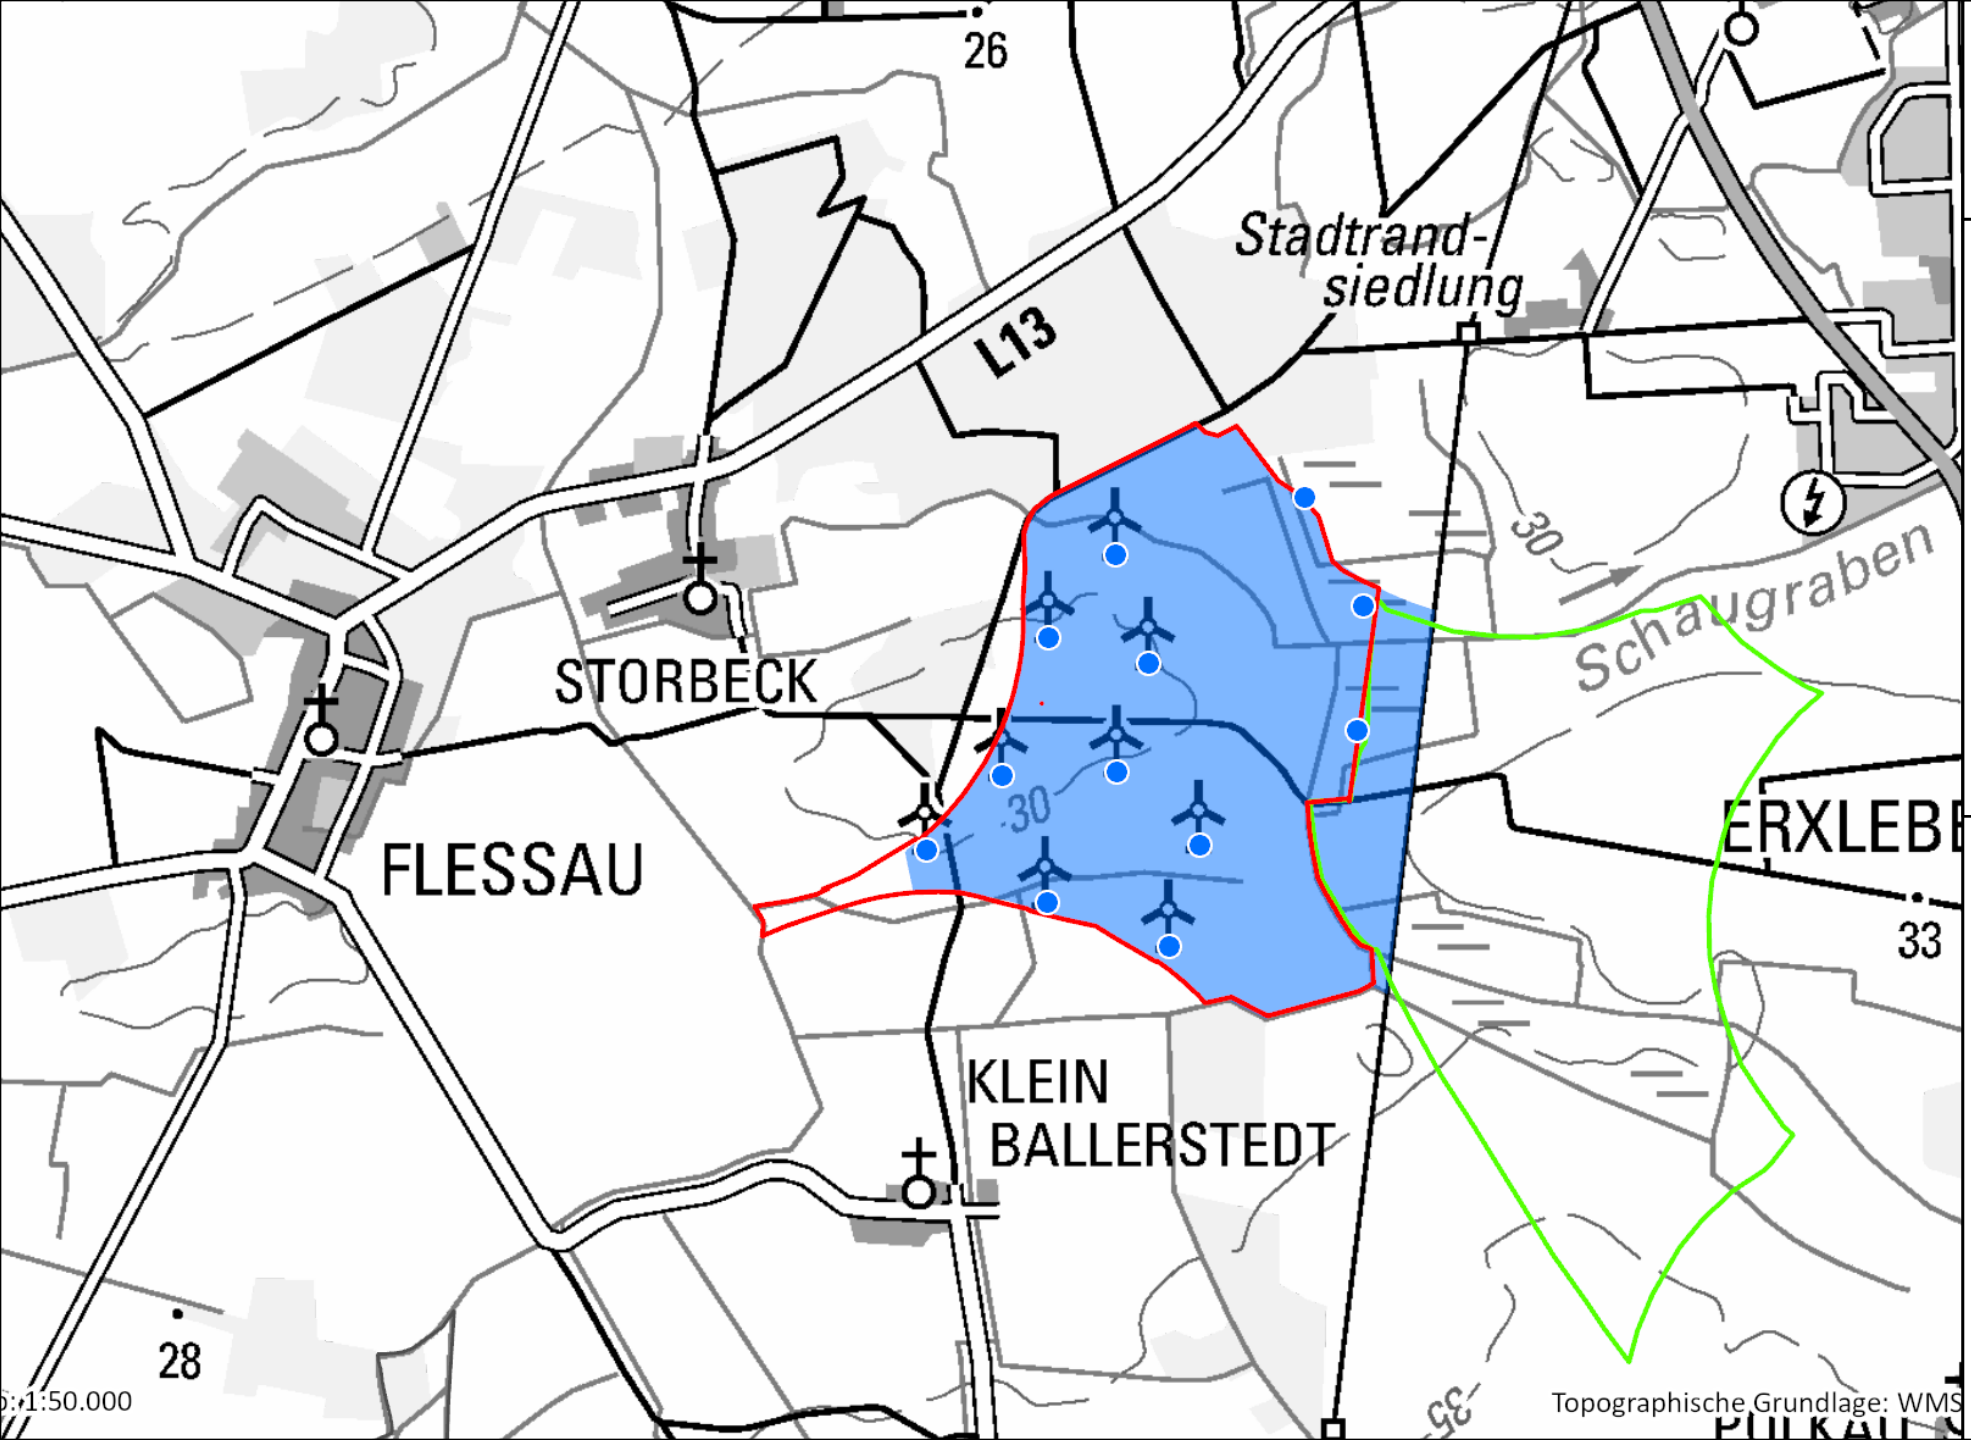 26
Stadtrand-
siedlung
L13
30
Schaugraben
STORBECK
30
ERXLEBE
FLESSAU
33
KLEIN
BALLERSTEDT
28
35
:1:50.000
Topographische Grundlage: WMS